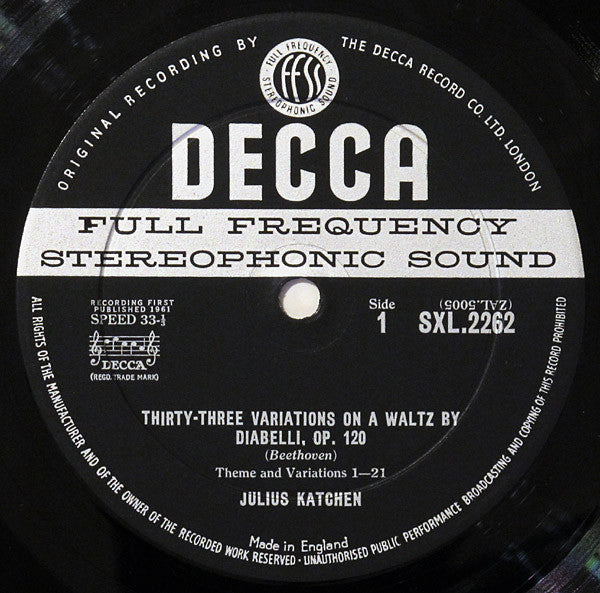 ORIGINAL RECORDING BY
THE DECCA RECORD CO. LTD. LONDON
FULL FREQUENCY
FFSS
STEREOPHONIC SOUND
DECCA
FULL FREQUENCY
STEREOPHONIC SOUND
RECORDING FIRST
PUBLISHED 1961
SPEED 33-⅓
DECCA
(REGD. TRADE MARK)
Side
1
(ZAL.5005)
SXL.2262
THIRTY-THREE VARIATIONS ON A WALTZ BY
DIABELLI, OP. 120
(Beethoven)
Theme and Variations 1—21
JULIUS KATCHEN
Made in England
ALL RIGHTS OF THE MANUFACTURER AND OF THE OWNER OF THE RECORDED WORK RESERVED · UNAUTHORISED PUBLIC PERFORMANCE BROADCASTING AND COPYING OF THIS RECORD PROHIBITED